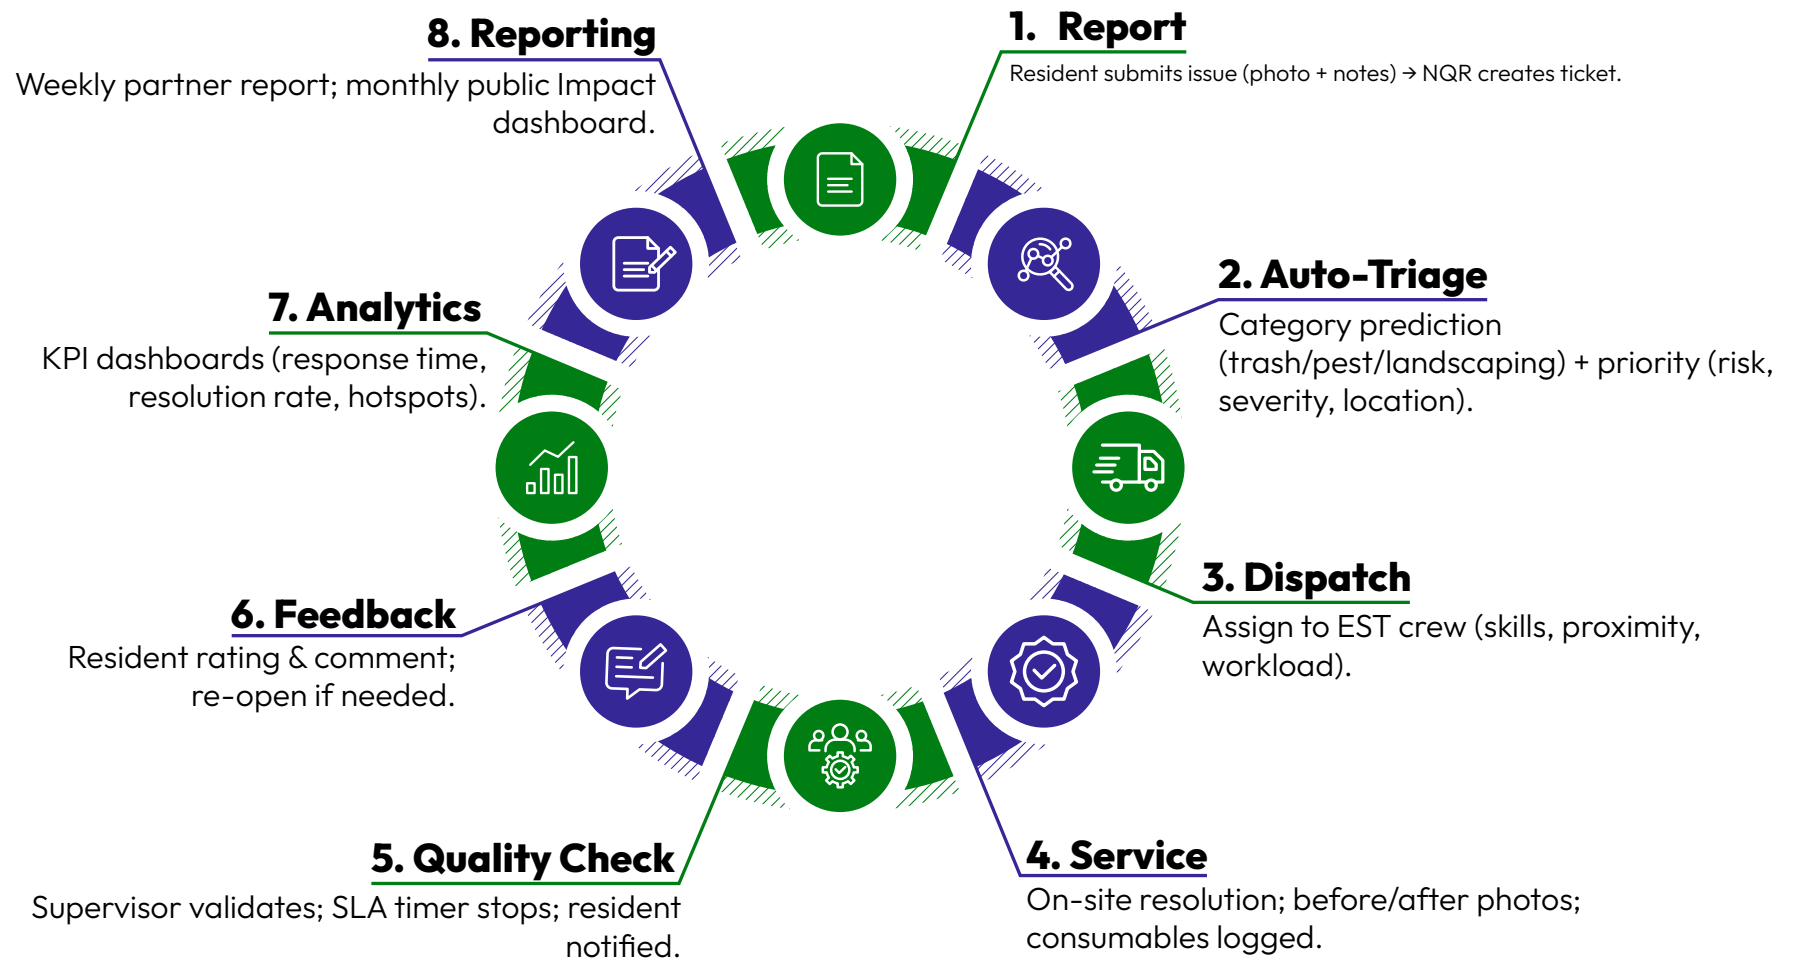 1. Report
Resident submits issue (photo + notes) → NQR creates ticket.
2. Auto-Triage
Category prediction
(trash/pest/landscaping) + priority (risk,
severity, location).
3. Dispatch
Assign to EST crew (skills, proximity,
workload).
4. Service
On-site resolution; before/after photos;
consumables logged.
5. Quality Check
Supervisor validates; SLA timer stops; resident
notified.
6. Feedback
Resident rating & comment;
re-open if needed.
7. Analytics
KPI dashboards (response time,
resolution rate, hotspots).
8. Reporting
Weekly partner report; monthly public Impact
dashboard.